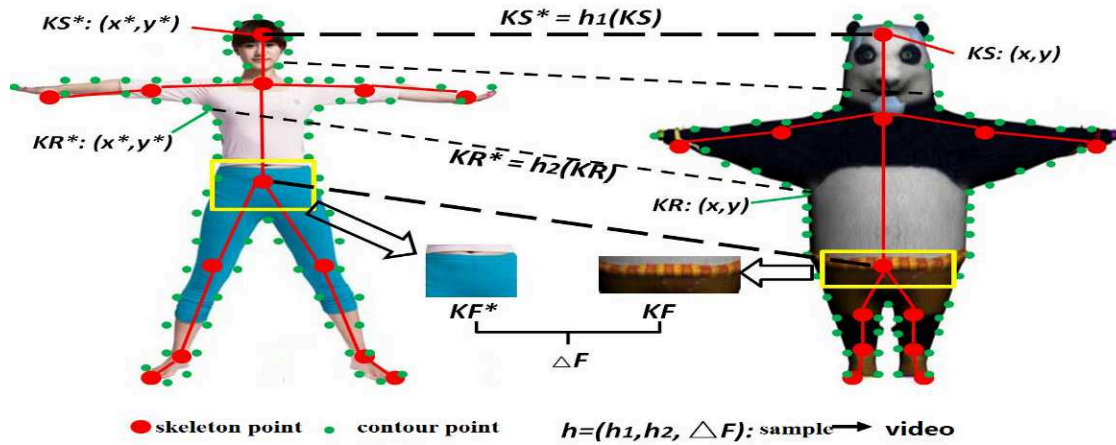 KS*: (x*,y*)
KS* = h1(KS)
KS: (x,y)
KR*: (x*,y*)
KR* = h2(KR)
KR: (x,y)
KF*
KF
△F
skeleton point
contour point
h=(h1,h2, △F): sample video